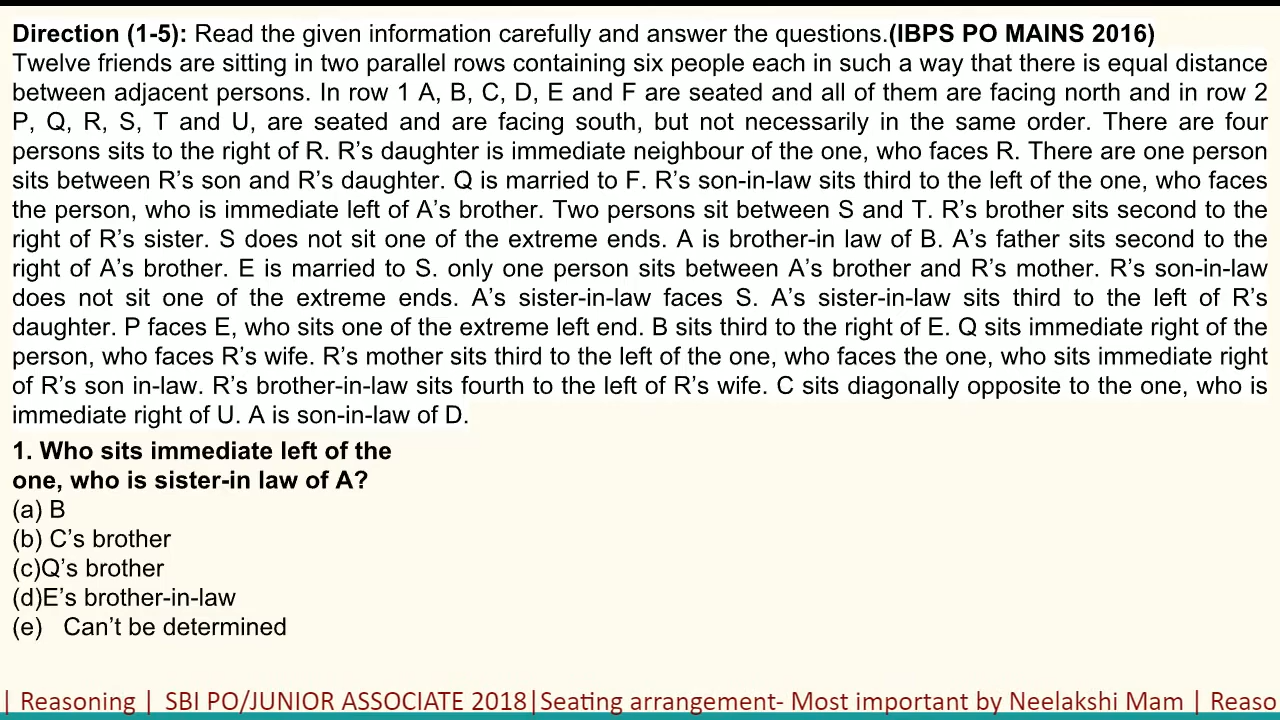 Direction (1-5): Read the given information carefully and answer the questions.(IBPS PO MAINS 2016)
Twelve friends are sitting in two parallel rows containing six people each in such a way that there is equal distance
between adjacent persons. In row 1 A, B, C, D, E and F are seated and all of them are facing north and in row 2
P, Q, R, S, T and U, are seated and are facing south, but not necessarily in the same order. There are four
persons sits to the right of R. R's daughter is immediate neighbour of the one, who faces R. There are one person
sits between R's son and R's daughter. Q is married to F. R's son-in-law sits third to the left of the one, who faces
the person, who is immediate left of A's brother. Two persons sit between S and T. R's brother sits second to the
right of R's sister. S does not sit one of the extreme ends. A is brother-in law of B. A's father sits second to the
right of A's brother. E is married to S. only one person sits between A's brother and R's mother. R's son-in-law
does not sit one of the extreme ends. A's sister-in-law faces S. A's sister-in-law sits third to the left of R's
daughter. P faces E, who sits one of the extreme left end. B sits third to the right of E. Q sits immediate right of the
person, who faces R's wife. R's mother sits third to the left of the one, who faces the one, who sits immediate right
of R's son in-law. R's brother-in-law sits fourth to the left of R's wife. C sits diagonally opposite to the one, who is
immediate right of U. A is son-in-law of D.
1. Who sits immediate left of the
one, who is sister-in law of A?
(a) B
(b) C's brother
(c)Q's brother
(d)E's brother-in-law
(e) Can't be determined
| Reasoning | SBI PO/JUNIOR ASSOCIATE 2018|Seating arrangement- Most important by Neelakshi Mam | Reaso